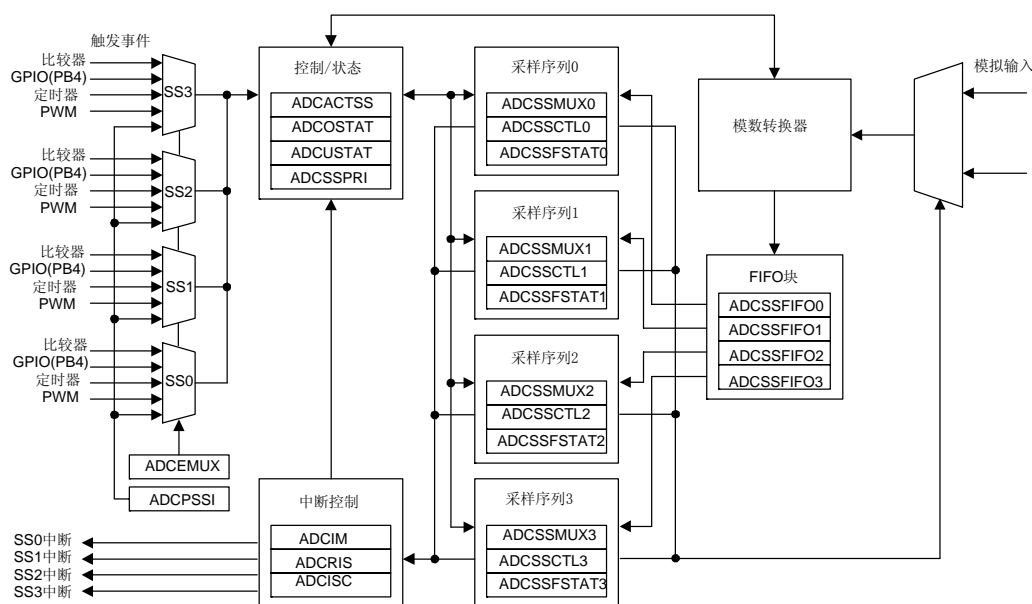 触发事件
比较器
GPIO(PB4)
定时器
PWM
SS3
比较器
GPIO(PB4)
定时器
PWM
SS2
比较器
GPIO(PB4)
定时器
PWM
SS1
比较器
GPIO(PB4)
定时器
PWM
SS0
ADCEMUX
ADCPSSI
控制/状态
ADCACTSS
ADCOSTAT
ADCUSTAT
ADCSSPRI
中断控制
ADCIM
ADCRIS
ADCISC
SS0中断
SS1中断
SS2中断
SS3中断
采样序列0
ADCSSMUX0
ADCSSCTL0
ADCSSFSTAT0
采样序列1
ADCSSMUX1
ADCSSCTL1
ADCSSFSTAT1
采样序列2
ADCSSMUX2
ADCSSCTL2
ADCSSFSTAT2
采样序列3
ADCSSMUX3
ADCSSCTL3
ADCSSFSTAT3
模数转换器
FIFO块
ADCSSFIFO0
ADCSSFIFO1
ADCSSFIFO2
ADCSSFIFO3
模拟输入